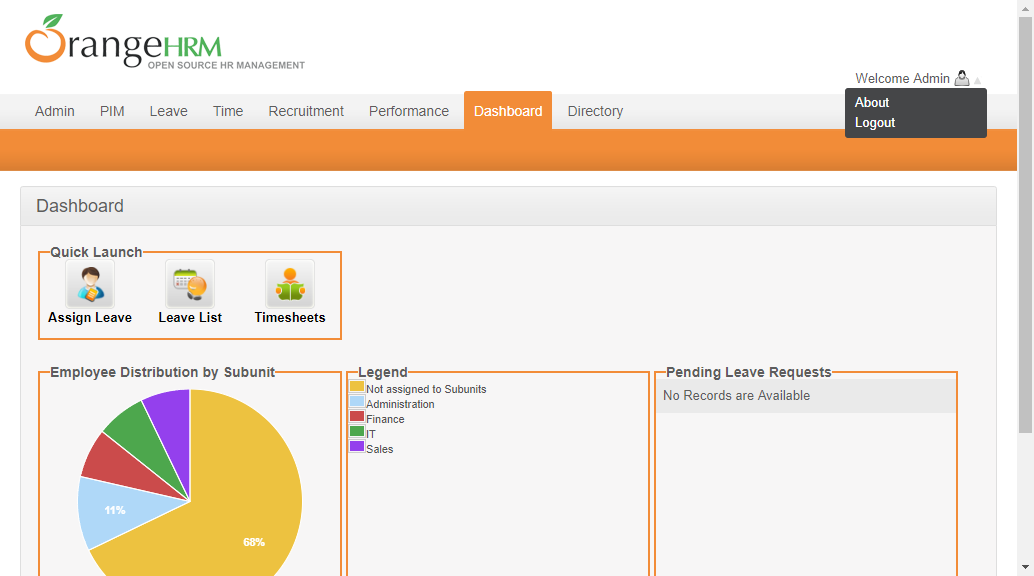 OrangeHRM
OPEN SOURCE HR MANAGEMENT
Welcome Admin
About
Logout
Admin PIM Leave Time Recruitment Performance Dashboard Directory
Dashboard
Quick Launch
Assign Leave Leave List Timesheets
Employee Distribution by Subunit
11%
68%
Legend
Not assigned to Subunits
Administration
Finance
IT
Sales
Pending Leave Requests
No Records are Available